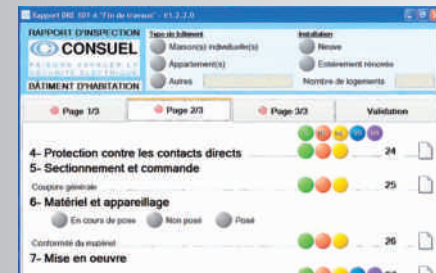 Rapport DRE 101-A "Fin de travaux" - V1.2.2.0
RAPPORT D'INSPECTION
CONSUEL
BÂTIMENT D'HABITATION
Type de bâtiment
Maison(s) individuelle(s)
Appartement(s)
Autres
Installation
Neuve
Entièrement rénovée
Nombre de logements
Page 1/3
Page 2/3
Page 3/3
Validation
4- Protection contre les contacts directs
24
5- Sectionnement et commande
Coupure générale
25
6- Matériel et appareillage
En cours de pose
Non posé
Posé
Conformité du matériel
26
7- Mise en oeuvre